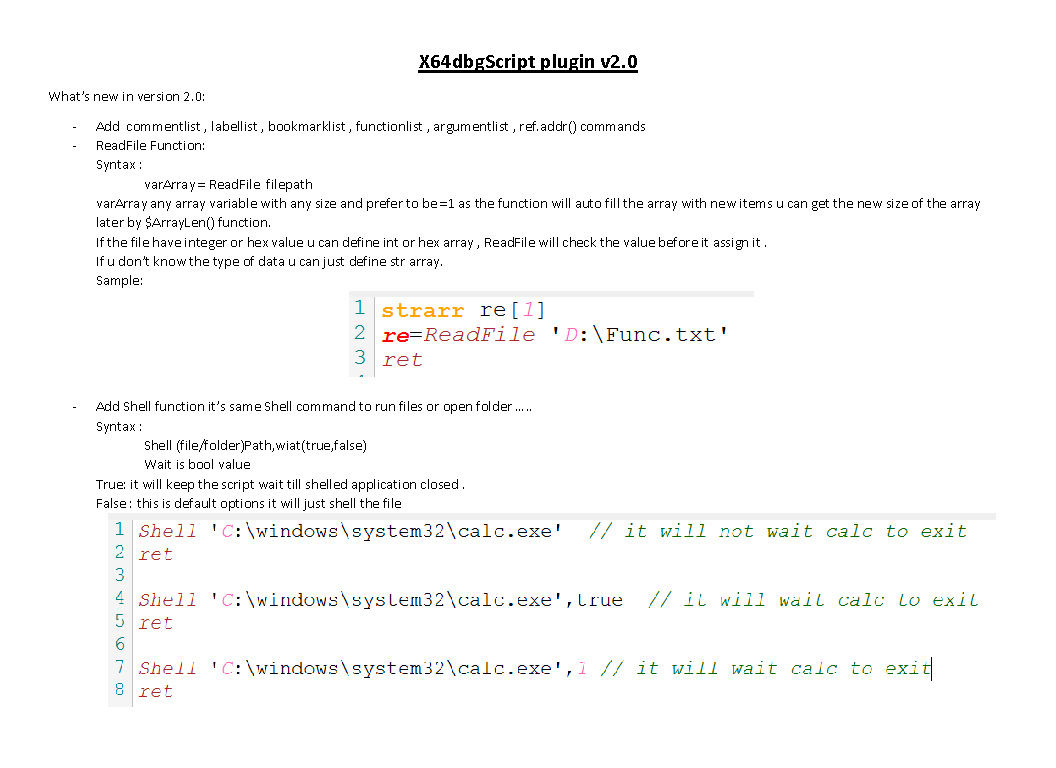 X64dbgScript plugin v2.0
What's new in version 2.0:
- Add commentlist , labellist , bookmarklist , functionlist , argumentlist , ref.addr() commands
- ReadFile Function:
Syntax :
varArray = ReadFile filepath
varArray any array variable with any size and prefer to be =1 as the function will auto fill the array with new items u can get the new size of the array
later by $ArrayLen() function.
If the file have integer or hex value u can define int or hex array , ReadFile will check the value before it assign it .
If u don't know the type of data u can just define str array.
Sample:
1 strarr re[1]
2 re=ReadFile 'D:\Func.txt'
3 ret
- Add Shell function it's same Shell command to run files or open folder .....
Syntax :
Shell (file/folder)Path,wiat(true,false)
Wait is bool value
True: it will keep the script wait till shelled application closed .
False : this is default options it will just shell the file
1 Shell 'C:\windows\system32\calc.exe' // it will not wait calc to exit
2 ret
3
4 Shell 'C:\windows\system32\calc.exe',true // it will wait calc to exit
5 ret
6
7 Shell 'C:\windows\system32\calc.exe',1 // it will wait calc to exit
8 ret